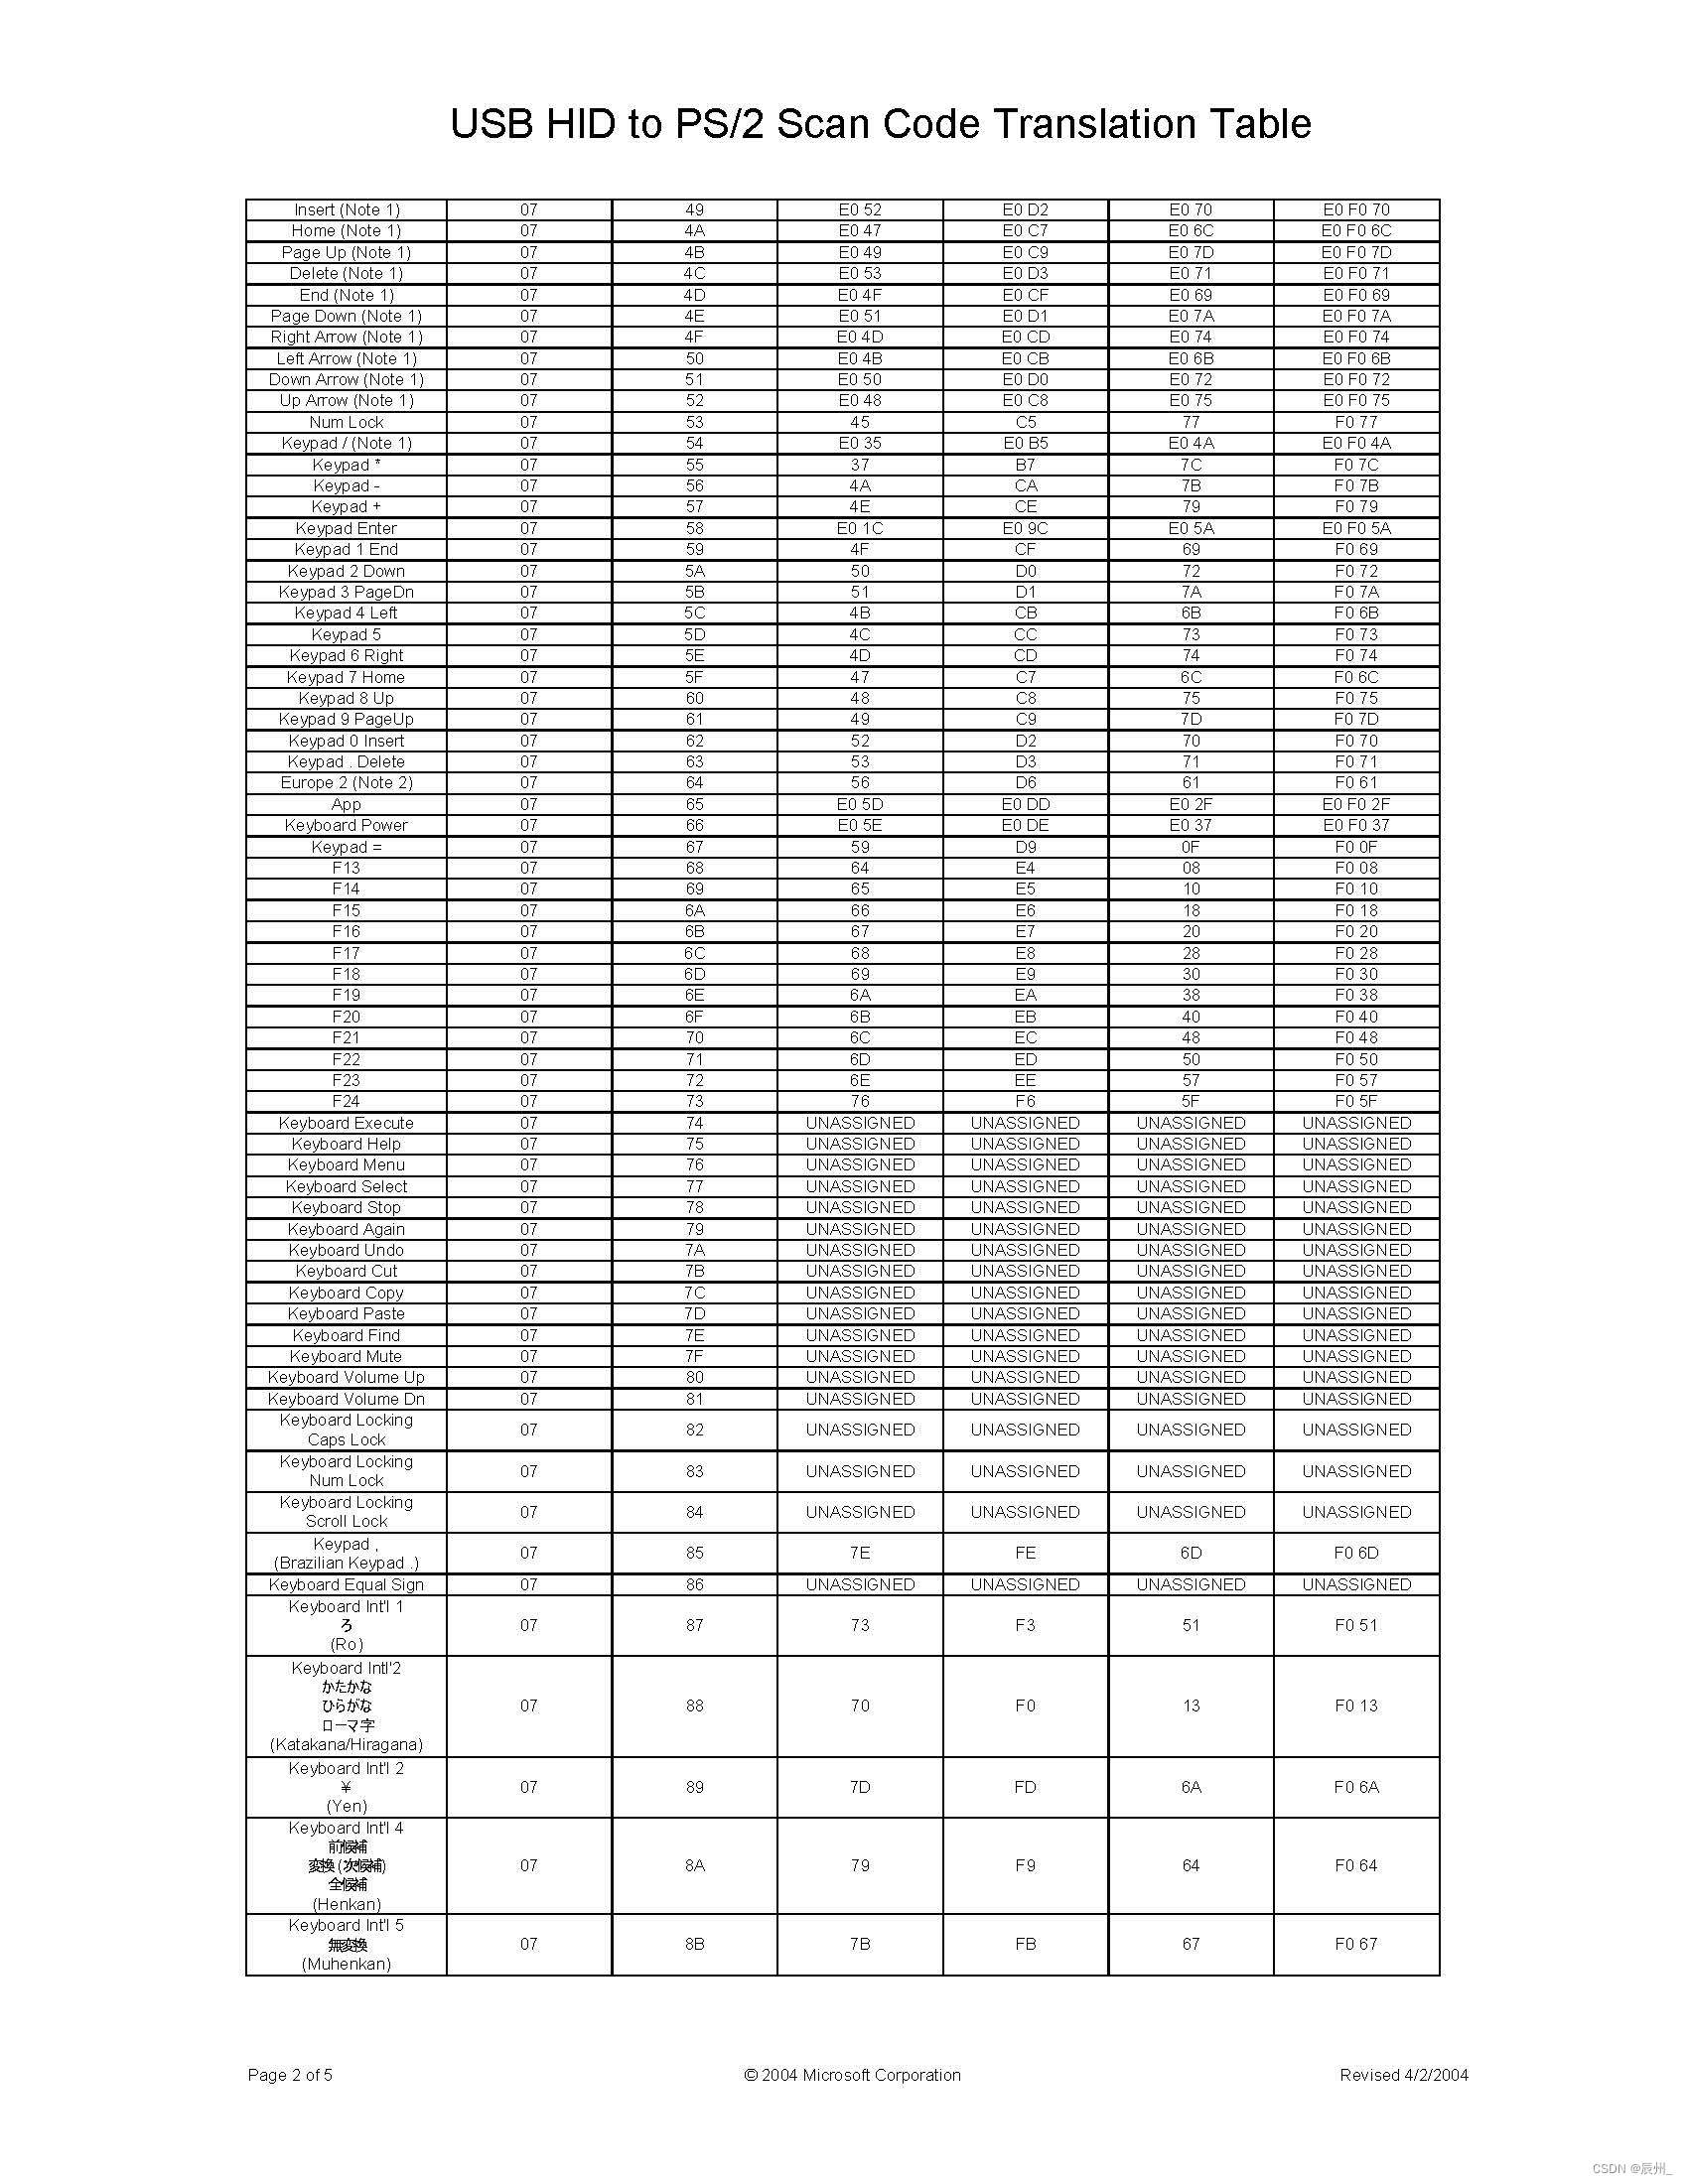 USB HID to PS/2 Scan Code Translation Table
Insert (Note 1) 07 49 E0 52 E0 D2 E0 70 E0 F0 70
Home (Note 1) 07 4A E0 47 E0 C7 E0 6C E0 F0 6C
Page Up (Note 1) 07 4B E0 49 E0 C9 E0 7D E0 F0 7D
Delete (Note 1) 07 4C E0 53 E0 D3 E0 71 E0 F0 71
End (Note 1) 07 4D E0 4F E0 CF E0 69 E0 F0 69
Page Down (Note 1) 07 4E E0 51 E0 D1 E0 7A E0 F0 7A
Right Arrow (Note 1) 07 4F E0 4D E0 CD E0 74 E0 F0 74
Left Arrow (Note 1) 07 50 E0 4B E0 CB E0 6B E0 F0 6B
Down Arrow (Note 1) 07 51 E0 50 E0 D0 E0 72 E0 F0 72
Up Arrow (Note 1) 07 52 E0 48 E0 C8 E0 75 E0 F0 75
Num Lock 07 53 45 C5 77 F0 77
Keypad / (Note 1) 07 54 E0 35 E0 B5 E0 4A E0 F0 4A
Keypad * 07 55 37 B7 7C F0 7C
Keypad - 07 56 4A CA 7B F0 7B
Keypad + 07 57 4E CE 79 F0 79
Keypad Enter 07 58 E0 1C E0 9C E0 5A E0 F0 5A
Keypad 1 End 07 59 4F CF 69 F0 69
Keypad 2 Down 07 5A 50 D0 72 F0 72
Keypad 3 PageDn 07 5B 51 D1 7A F0 7A
Keypad 4 Left 07 5C 4B CB 6B F0 6B
Keypad 5 07 5D 4C CC 73 F0 73
Keypad 6 Right 07 5E 4D CD 74 F0 74
Keypad 7 Home 07 5F 47 C7 6C F0 6C
Keypad 8 Up 07 60 48 C8 75 F0 75
Keypad 9 PageUp 07 61 49 C9 7D F0 7D
Keypad 0 Insert 07 62 52 D2 70 F0 70
Keypad . Delete 07 63 53 D3 71 F0 71
Europe 2 (Note 2) 07 64 56 D6 61 F0 61
App 07 65 E0 5D E0 DD E0 2F E0 F0 2F
Keyboard Power 07 66 E0 5E E0 DE E0 37 E0 F0 37
Keypad = 07 67 59 D9 0F F0 0F
F13 07 68 64 E4 08 F0 08
F14 07 69 65 E5 10 F0 10
F15 07 6A 66 E6 18 F0 18
F16 07 6B 67 E7 20 F0 20
F17 07 6C 68 E8 28 F0 28
F18 07 6D 69 E9 30 F0 30
F19 07 6E 6A EA 38 F0 38
F20 07 6F 6B EB 40 F0 40
F21 07 70 6C EC 48 F0 48
F22 07 71 6D ED 50 F0 50
F23 07 72 6E EE 57 F0 57
F24 07 73 76 F6 5F F0 5F
Keyboard Execute 07 74 UNASSIGNED UNASSIGNED UNASSIGNED UNASSIGNED
Keyboard Help 07 75 UNASSIGNED UNASSIGNED UNASSIGNED UNASSIGNED
Keyboard Menu 07 76 UNASSIGNED UNASSIGNED UNASSIGNED UNASSIGNED
Keyboard Select 07 77 UNASSIGNED UNASSIGNED UNASSIGNED UNASSIGNED
Keyboard Stop 07 78 UNASSIGNED UNASSIGNED UNASSIGNED UNASSIGNED
Keyboard Again 07 79 UNASSIGNED UNASSIGNED UNASSIGNED UNASSIGNED
Keyboard Undo 07 7A UNASSIGNED UNASSIGNED UNASSIGNED UNASSIGNED
Keyboard Cut 07 7B UNASSIGNED UNASSIGNED UNASSIGNED UNASSIGNED
Keyboard Copy 07 7C UNASSIGNED UNASSIGNED UNASSIGNED UNASSIGNED
Keyboard Paste 07 7D UNASSIGNED UNASSIGNED UNASSIGNED UNASSIGNED
Keyboard Find 07 7E UNASSIGNED UNASSIGNED UNASSIGNED UNASSIGNED
Keyboard Mute 07 7F UNASSIGNED UNASSIGNED UNASSIGNED UNASSIGNED
Keyboard Volume Up 07 80 UNASSIGNED UNASSIGNED UNASSIGNED UNASSIGNED
Keyboard Volume Dn 07 81 UNASSIGNED UNASSIGNED UNASSIGNED UNASSIGNED
Keyboard Locking
Caps Lock 07 82 UNASSIGNED UNASSIGNED UNASSIGNED UNASSIGNED
Keyboard Locking
Num Lock 07 83 UNASSIGNED UNASSIGNED UNASSIGNED UNASSIGNED
Keyboard Locking
Scroll Lock 07 84 UNASSIGNED UNASSIGNED UNASSIGNED UNASSIGNED
Keypad ,
(Brazilian Keypad .) 07 85 7E FE 6D F0 6D
Keyboard Equal Sign 07 86 UNASSIGNED UNASSIGNED UNASSIGNED UNASSIGNED
Keyboard Int'l 1
ろ 07 87 73 F3 51 F0 51
(Ro)
Keyboard Intl'2
かたかな
ひらがな 07 88 70 F0 13 F0 13
ローマ字
(Katakana/Hiragana)
Keyboard Int'l 2
¥ 07 89 7D FD 6A F0 6A
(Yen)
Keyboard Int'l 4
前候補
変換 (次候補) 07 8A 79 F9 64 F0 64
全候補
(Henkan)
Keyboard Int'l 5
無変換 07 8B 7B FB 67 F0 67
(Muhenkan)
Page 2 of 5 © 2004 Microsoft Corporation Revised 4/2/2004
CSDN @辰州_